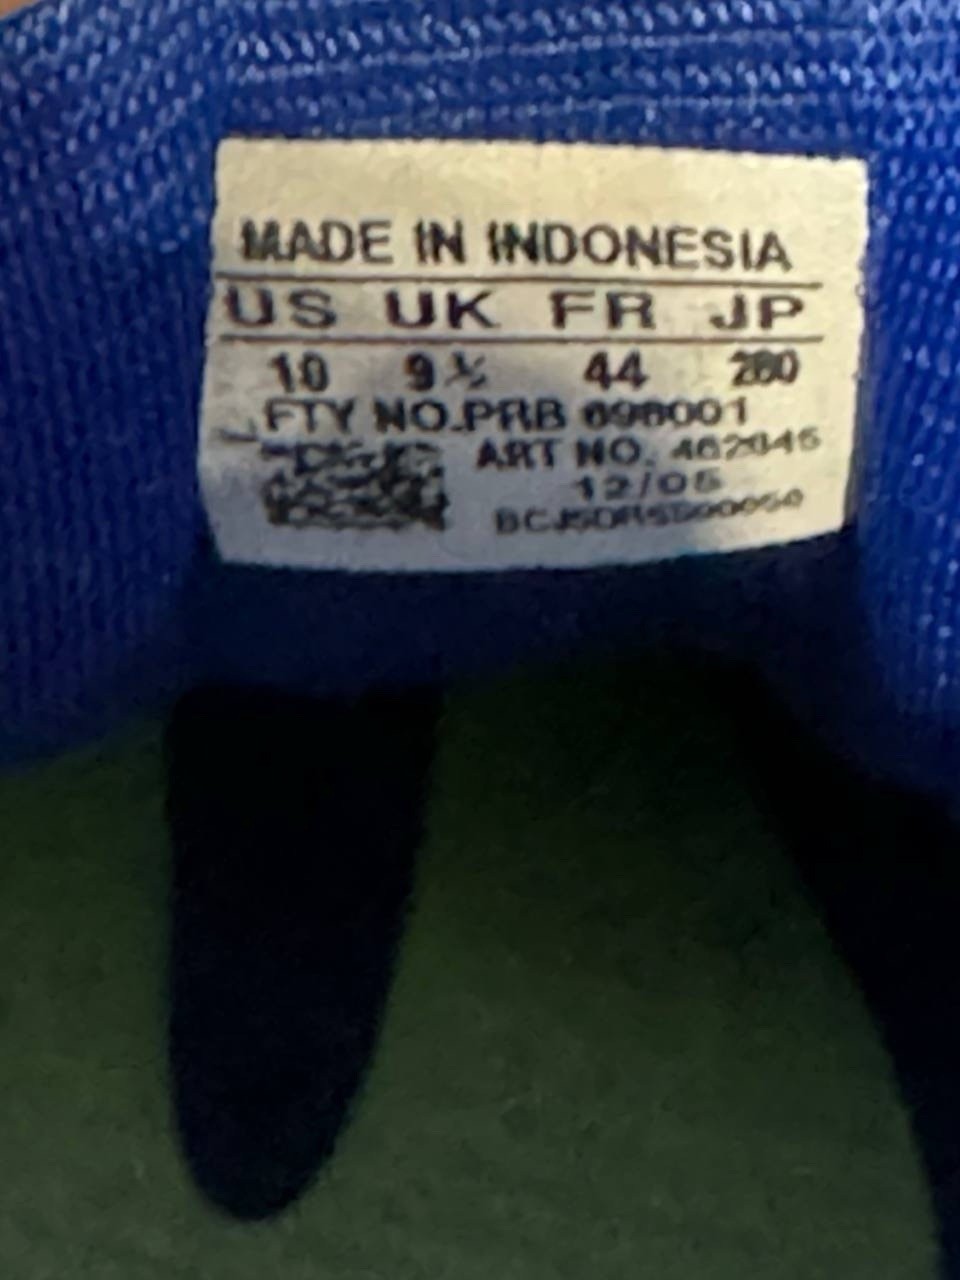 MADE IN INDONESIA
US UK FR JP
10 9½ 44 280
FTY NO.PRB 698001
ART NO.
12/05